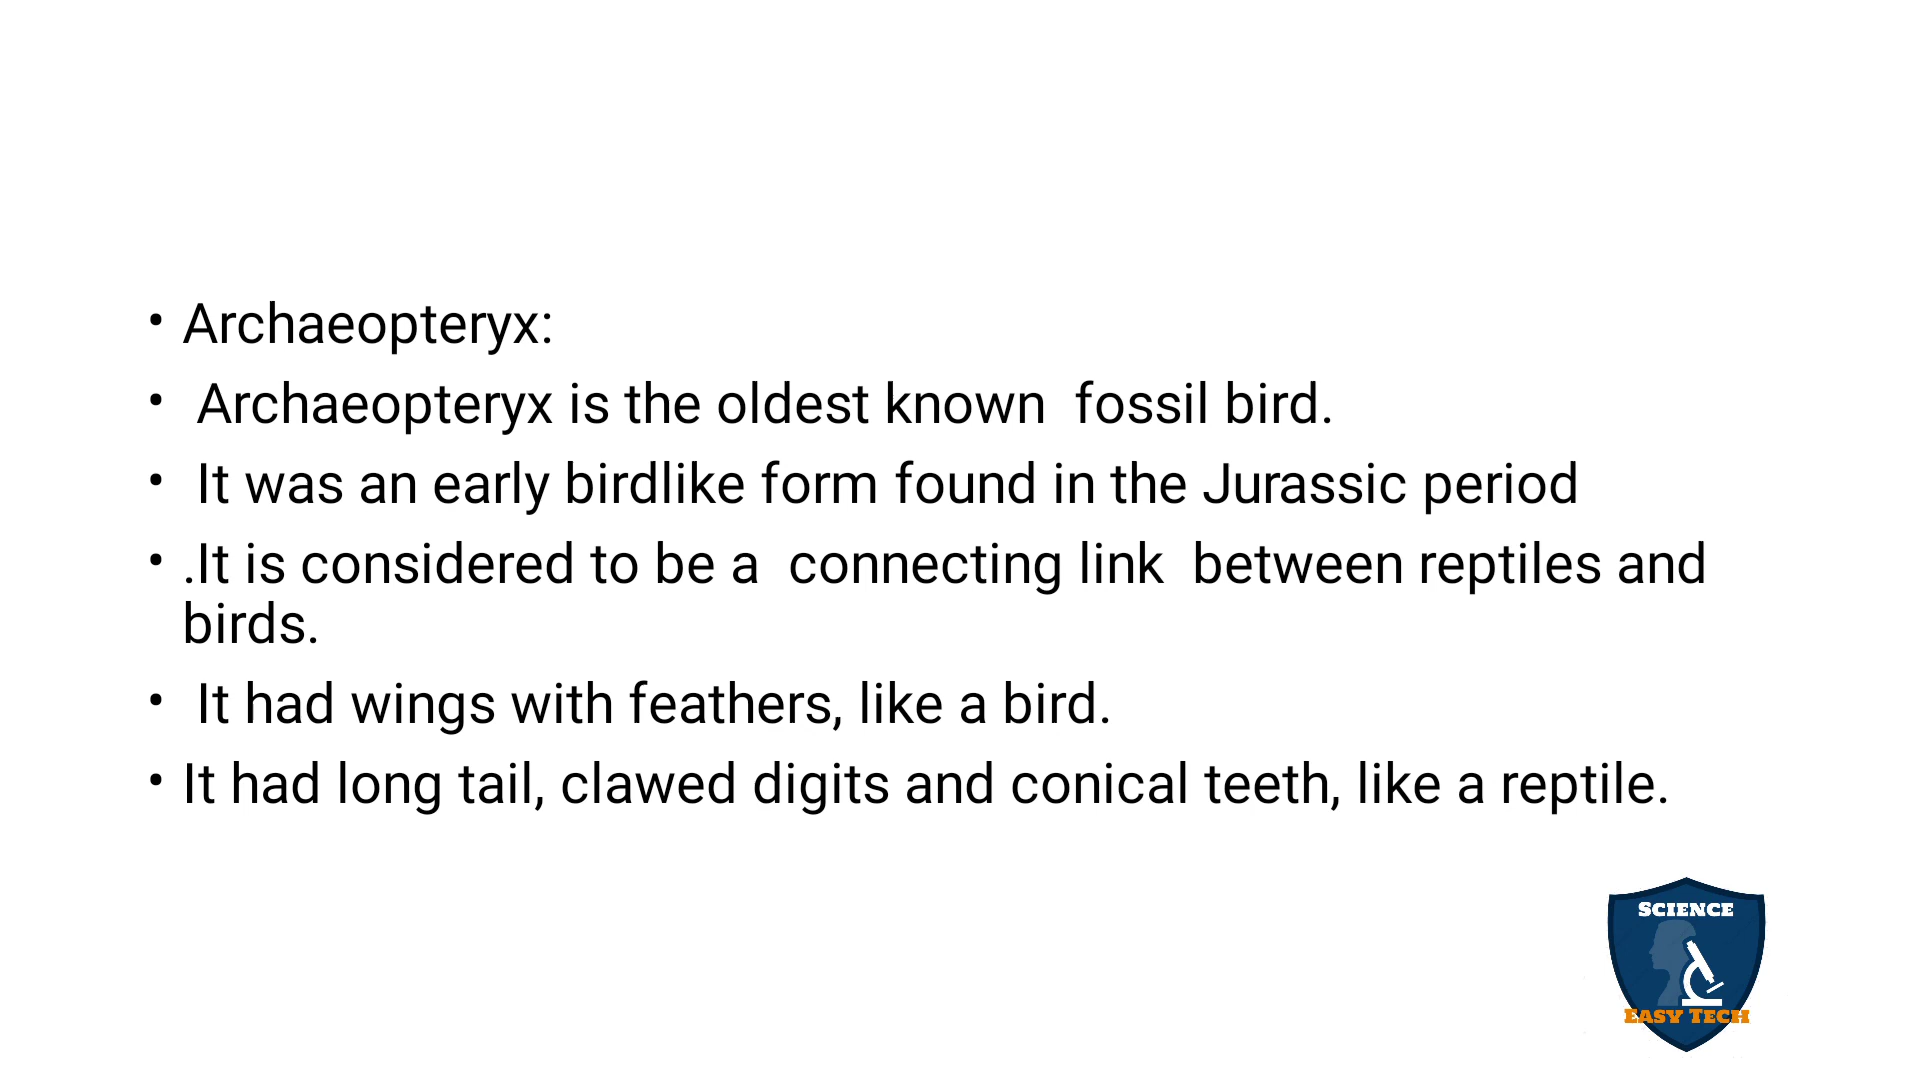 • Archaeopteryx:
• Archaeopteryx is the oldest known  fossil bird.
• It was an early birdlike form found in the Jurassic period
• .It is considered to be a  connecting link  between reptiles and
birds.
• It had wings with feathers, like a bird.
• It had long tail, clawed digits and conical teeth, like a reptile.
SCIENCE
EASY TECH